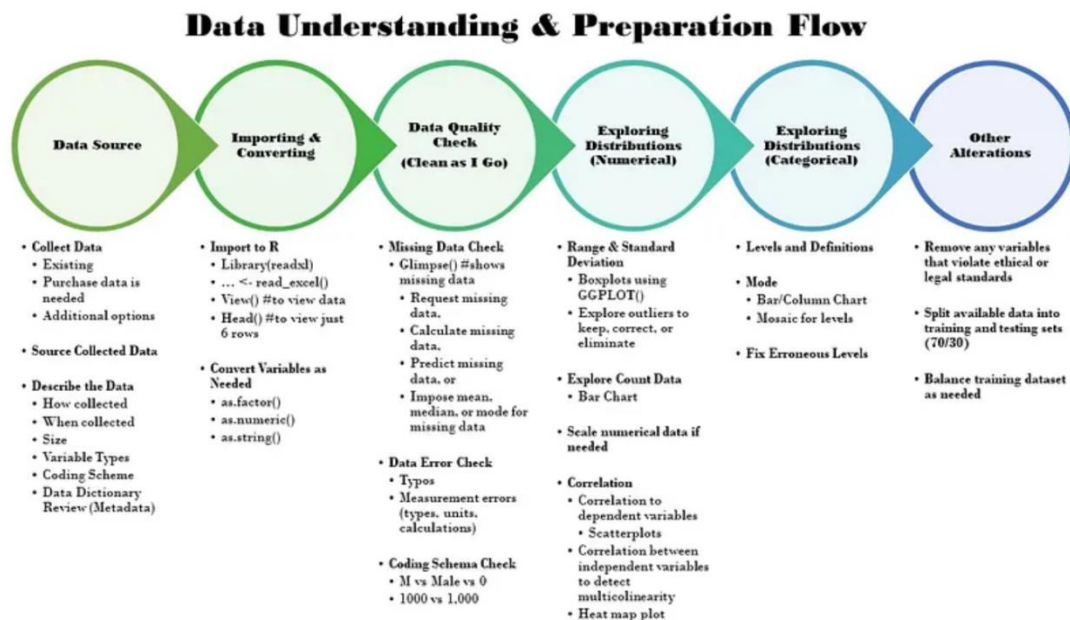 Data Understanding & Preparation Flow
Data Source
• Collect Data
• Existing
• Purchase data is
needed
• Additional options
• Source Collected Data
• Describe the Data
• How collected
• When collected
• Size
• Variable Types
• Coding Scheme
• Data Dictionary
Review (Metadata)
Importing &
Converting
• Import to R
• Library(readxl)
• ... <- read_excel()
• View() #to view data
• Head() #to view just
6 rows
• Convert Variables as
Needed
• as.factor()
• as.numeric()
• as.string()
Data Quality
Check
(Clean as I Go)
• Missing Data Check
• Glimpse() #shows
missing data
• Request missing
data,
• Calculate missing
data,
• Predict missing
data, or
• Impose mean,
median, or mode for
missing data
• Data Error Check
• Typos
• Measurement errors
(types, units,
calculations)
• Coding Schema Check
• M vs Male vs 0
• 1000 vs 1,000
Exploring
Distributions
(Numerical)
• Range & Standard
Deviation
• Boxplots using
GGPLOT()
• Explore outliers to
keep, correct, or
eliminate
• Explore Count Data
• Bar Chart
• Scale numerical data if
needed
• Correlation
• Correlation to
dependent variables
• Scatterplots
• Correlation between
independent variables
to detect
multicolinearity
• Heat map plot
Exploring
Distributions
(Categorical)
• Levels and Definitions
• Mode
• Bar/Column Chart
• Mosaic for levels
• Fix Erroneous Levels
Other
Alterations
• Remove any variables
that violate ethical or
legal standards
• Split available data into
training and testing sets
(70/30)
• Balance training dataset
as needed